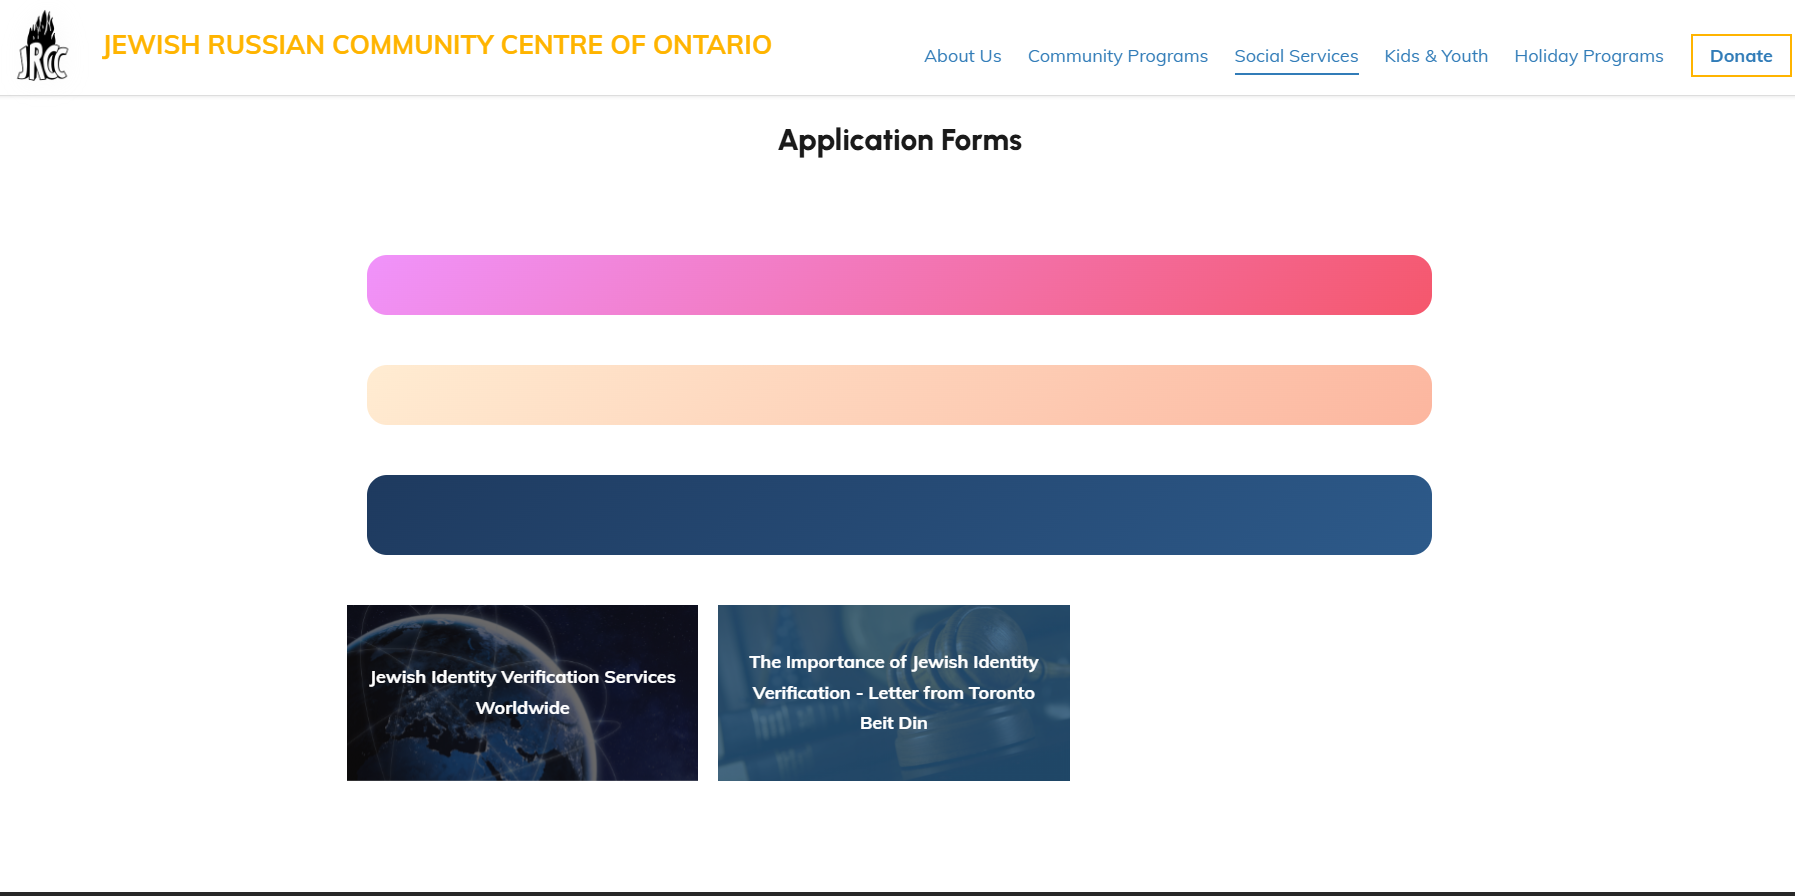 JRCC
JEWISH RUSSIAN COMMUNITY CENTRE OF ONTARIO
About Us
Community Programs
Social Services
Kids & Youth
Holiday Programs
Donate
Application Forms
Jewish Identity Verification Services
Worldwide
The Importance of Jewish Identity
Verification - Letter from Toronto
Beit Din